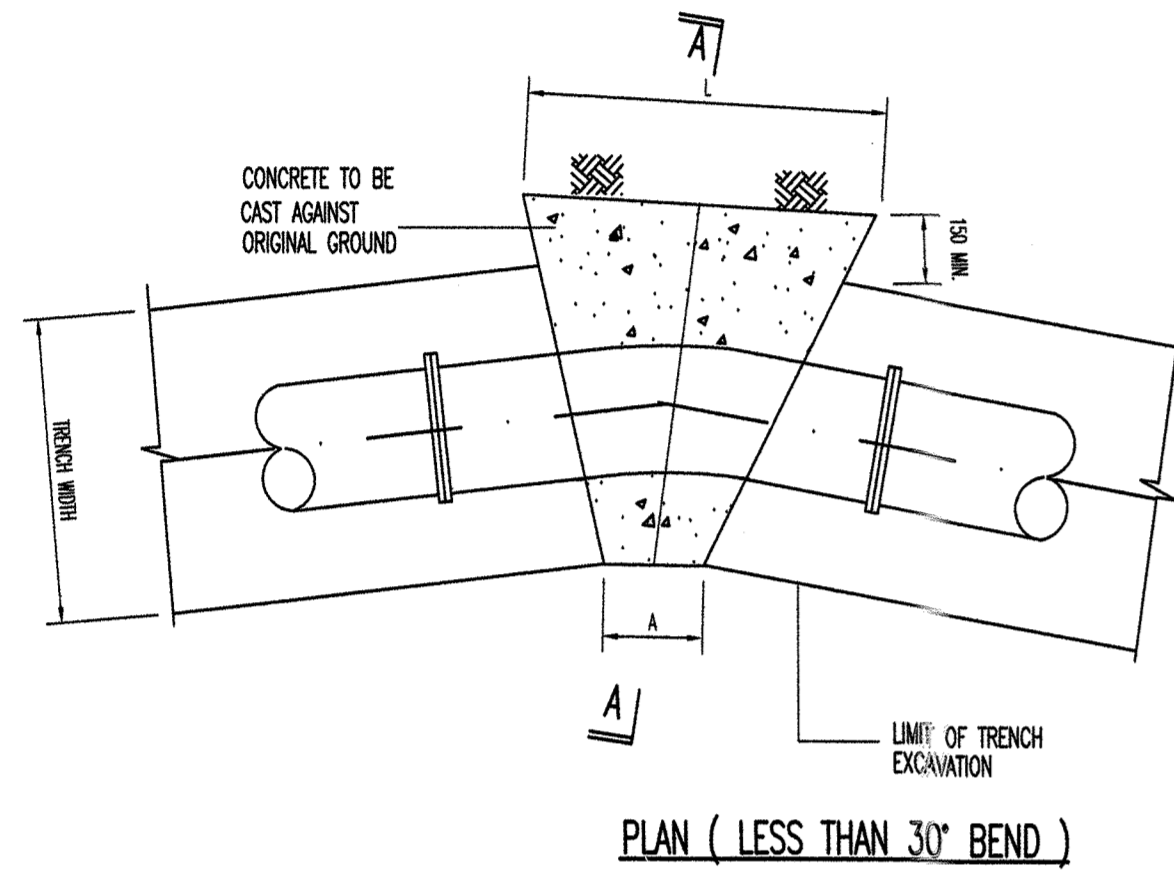 A
L
CONCRETE TO BE
CAST AGAINST
ORIGINAL GROUND
150 MIN.
TRENCH WIDTH
A
A
LIMIT OF TRENCH
EXCAVATION
PLAN ( LESS THAN 30° BEND )